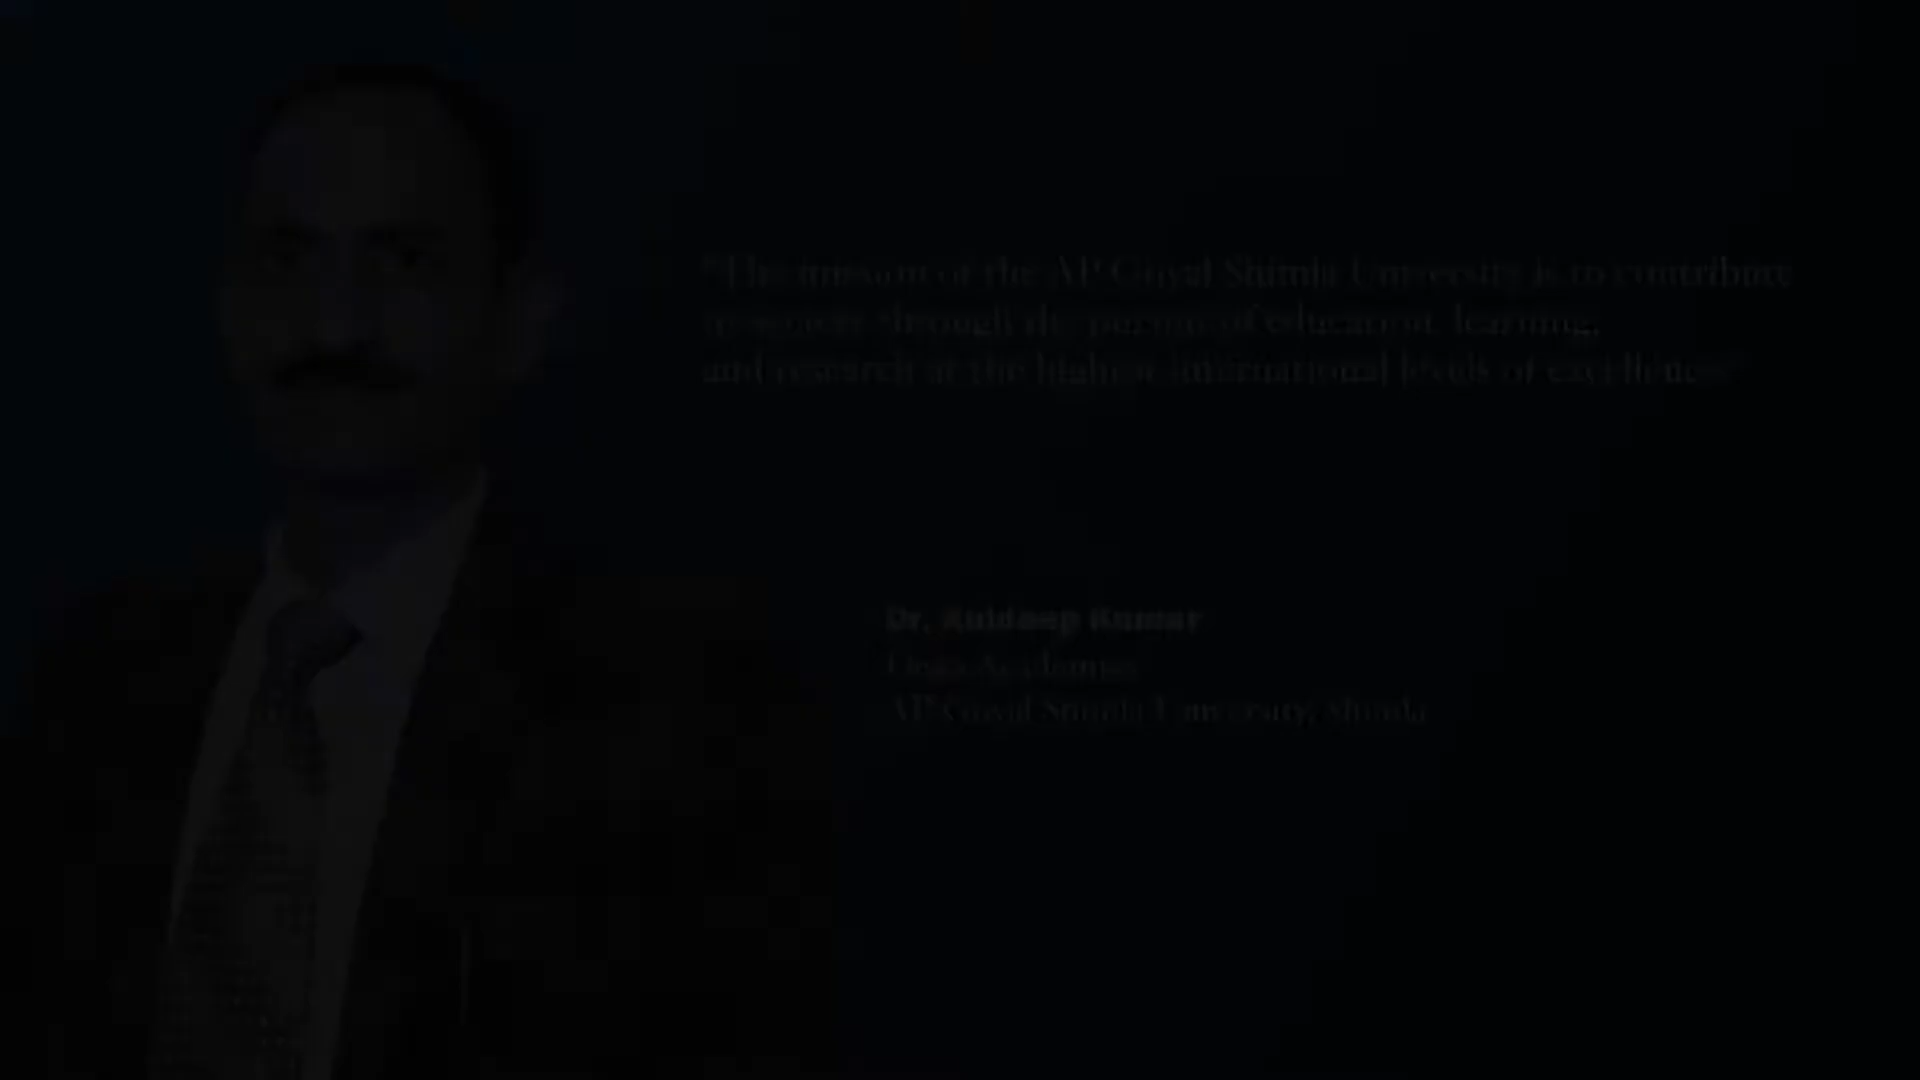 "The mission of the AP Goyal Shimla University is to contribute
to society through the pursuit of education, learning,
and research at the highest international levels of excellence"
Dr. Kuldeep Kumar
Dean Academics
AP Goyal Shimla University, Shimla